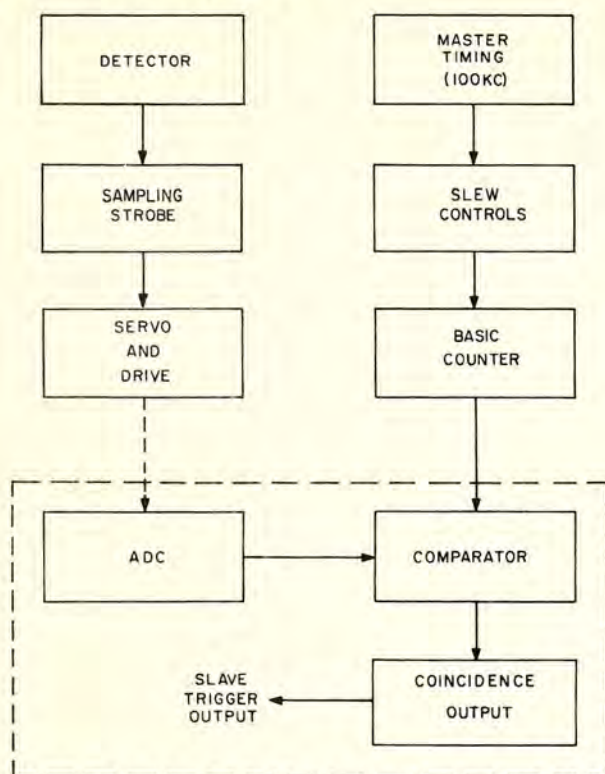 DETECTOR
MASTER
TIMING
(100KC)
SAMPLING
STROBE
SLEW
CONTROLS
SERVO
AND
DRIVE
BASIC
COUNTER
ADC
COMPARATOR
SLAVE
TRIGGER
OUTPUT
COINCIDENCE
OUTPUT